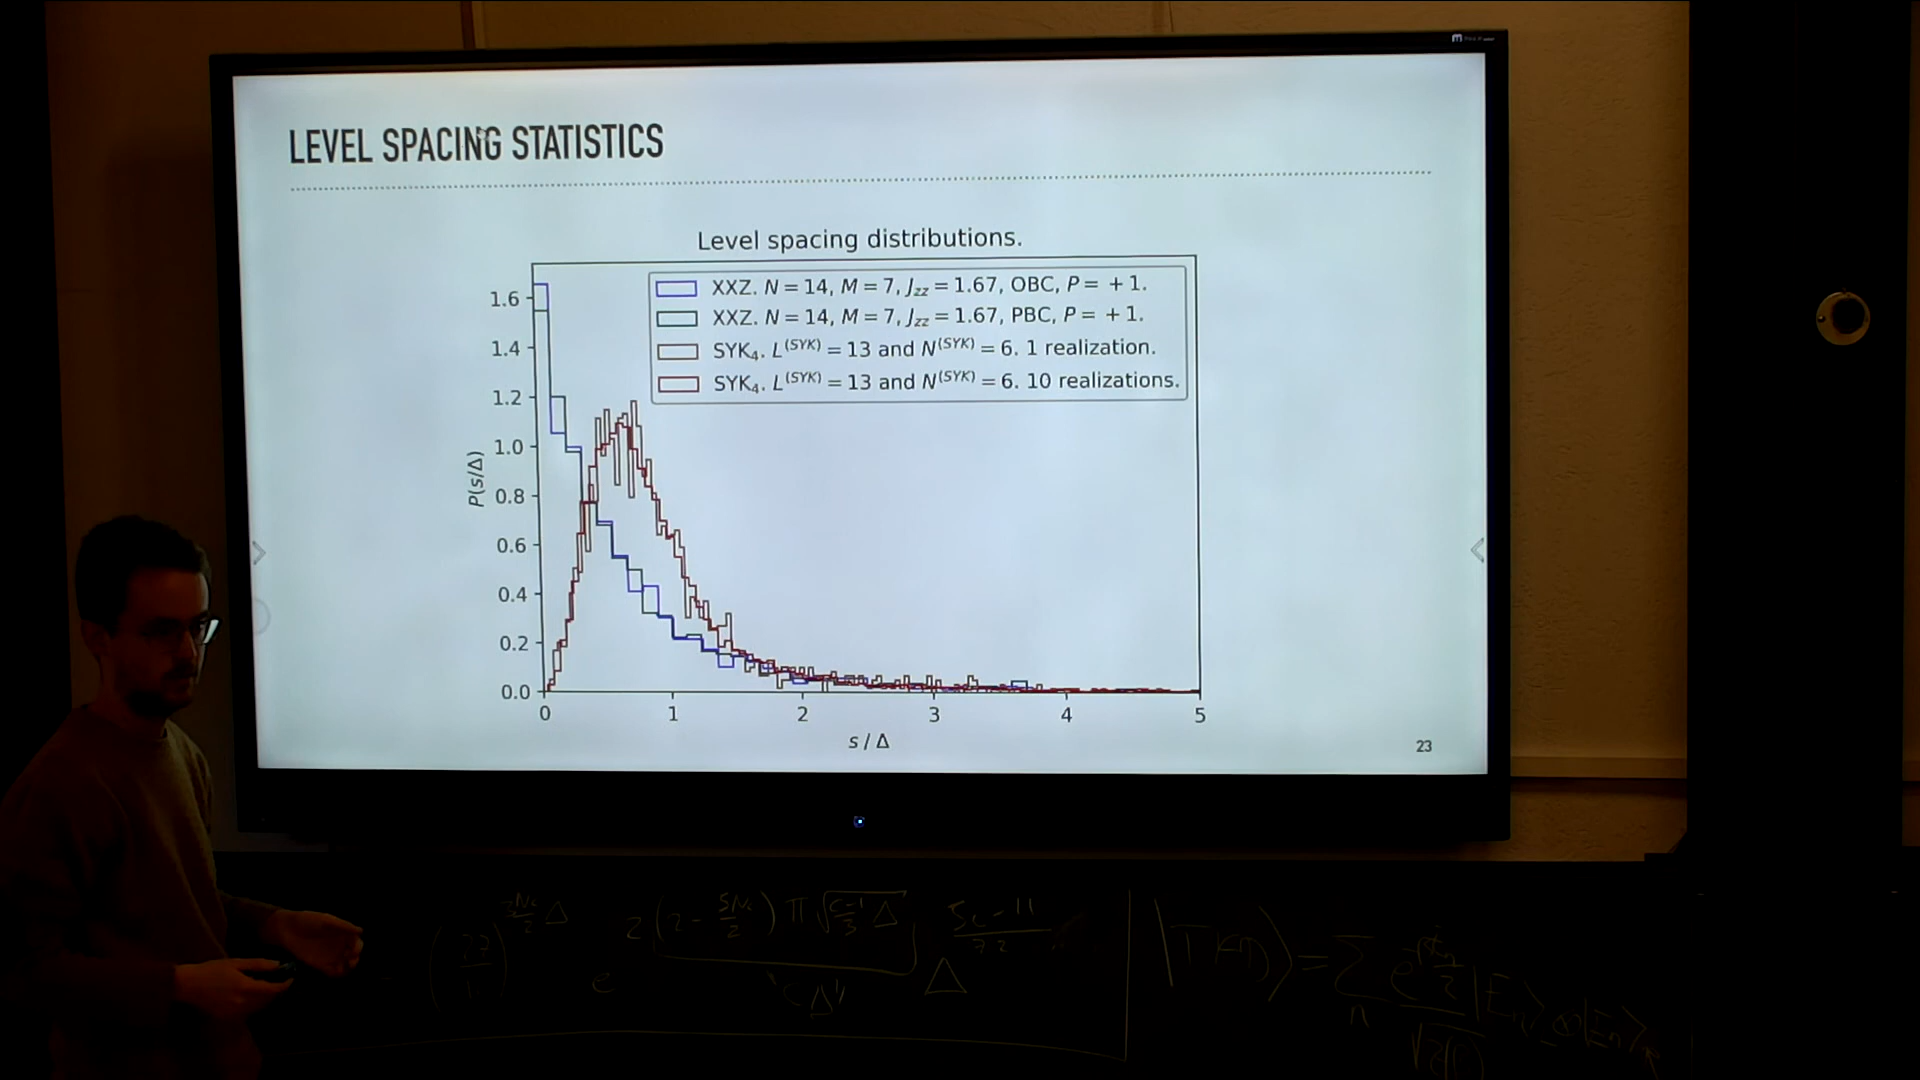 LEVEL SPACING STATISTICS
Level spacing distributions.
XXZ. N = 14, M = 7, J_zz = 1.67, OBC, P = + 1.
XXZ. N = 14, M = 7, J_zz = 1.67, PBC, P = + 1.
SYK₄. L^(SYK) = 13 and N^(SYK) = 6. 1 realization.
SYK₄. L^(SYK) = 13 and N^(SYK) = 6. 10 realizations.
P(s/Δ)
1.6
1.4
1.2
1.0
0.8
0.6
0.4
0.2
0.0
0 1 2 3 4 5
s / Δ
23